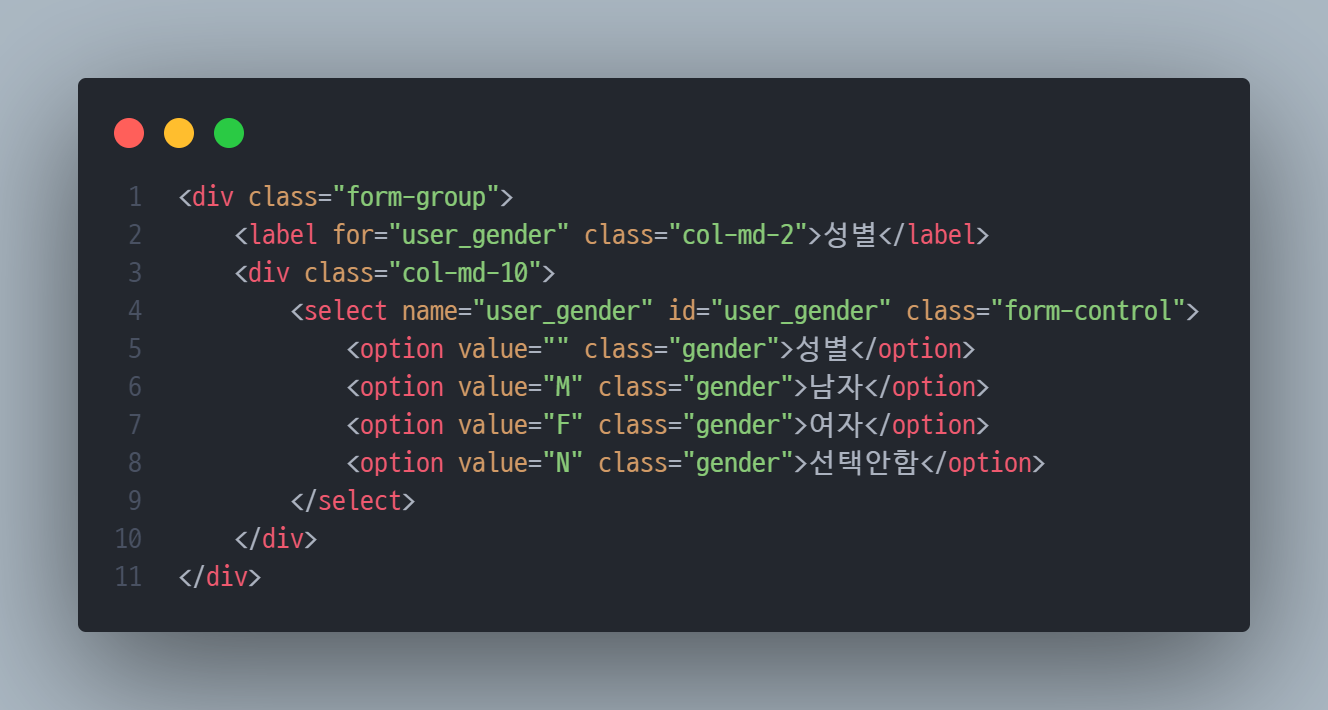 1 <div class="form-group">
2     <label for="user_gender" class="col-md-2">성별</label>
3     <div class="col-md-10">
4         <select name="user_gender" id="user_gender" class="form-control">
5             <option value="" class="gender">성별</option>
6             <option value="M" class="gender">남자</option>
7             <option value="F" class="gender">여자</option>
8             <option value="N" class="gender">선택안함</option>
9         </select>
10     </div>
11 </div>